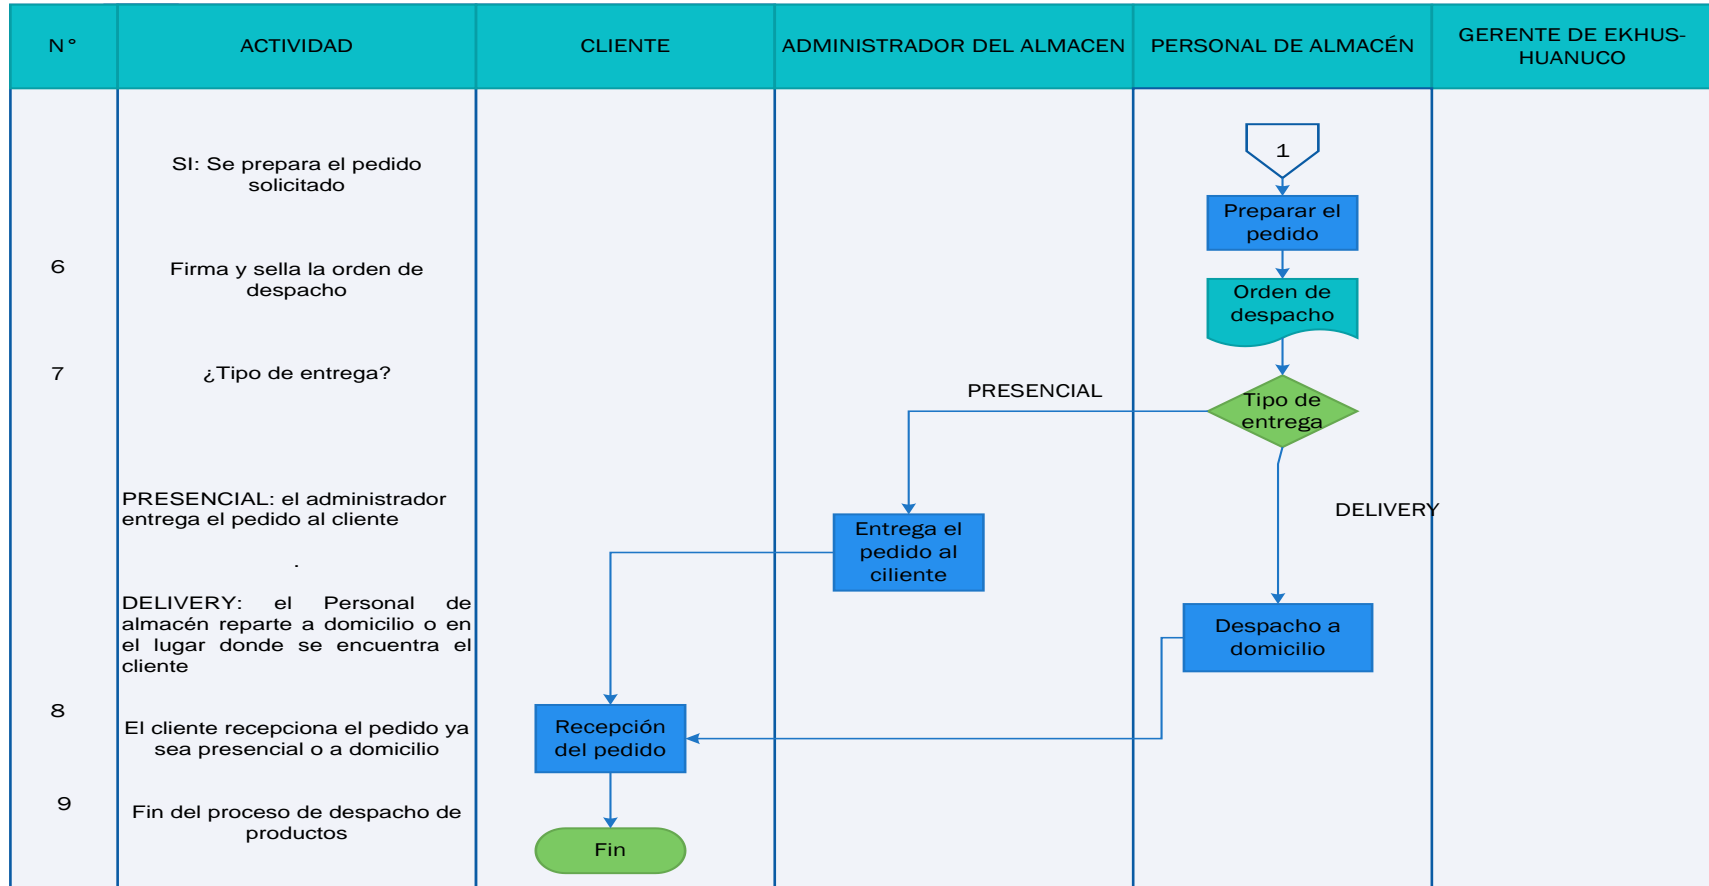 N°
ACTIVIDAD
CLIENTE
ADMINISTRADOR DEL ALMACEN
PERSONAL DE ALMACÉN
GERENTE DE EKHUS-
HUANUCO
1
SI: Se prepara el pedido
solicitado
Preparar el
pedido
6
Firma y sella la orden de
despacho
Orden de
despacho
7
¿Tipo de entrega?
PRESENCIAL
Tipo de
entrega
PRESENCIAL: el administrador
entrega el pedido al cliente
.
DELIVERY
Entrega el
pedido al
ciliente
DELIVERY: el Personal de
almacén reparte a domicilio o en
el lugar donde se encuentra el
cliente
Despacho a
domicilio
8
El cliente recepciona el pedido ya
sea presencial o a domicilio
Recepción
del pedido
9
Fin del proceso de despacho de
productos
Fin